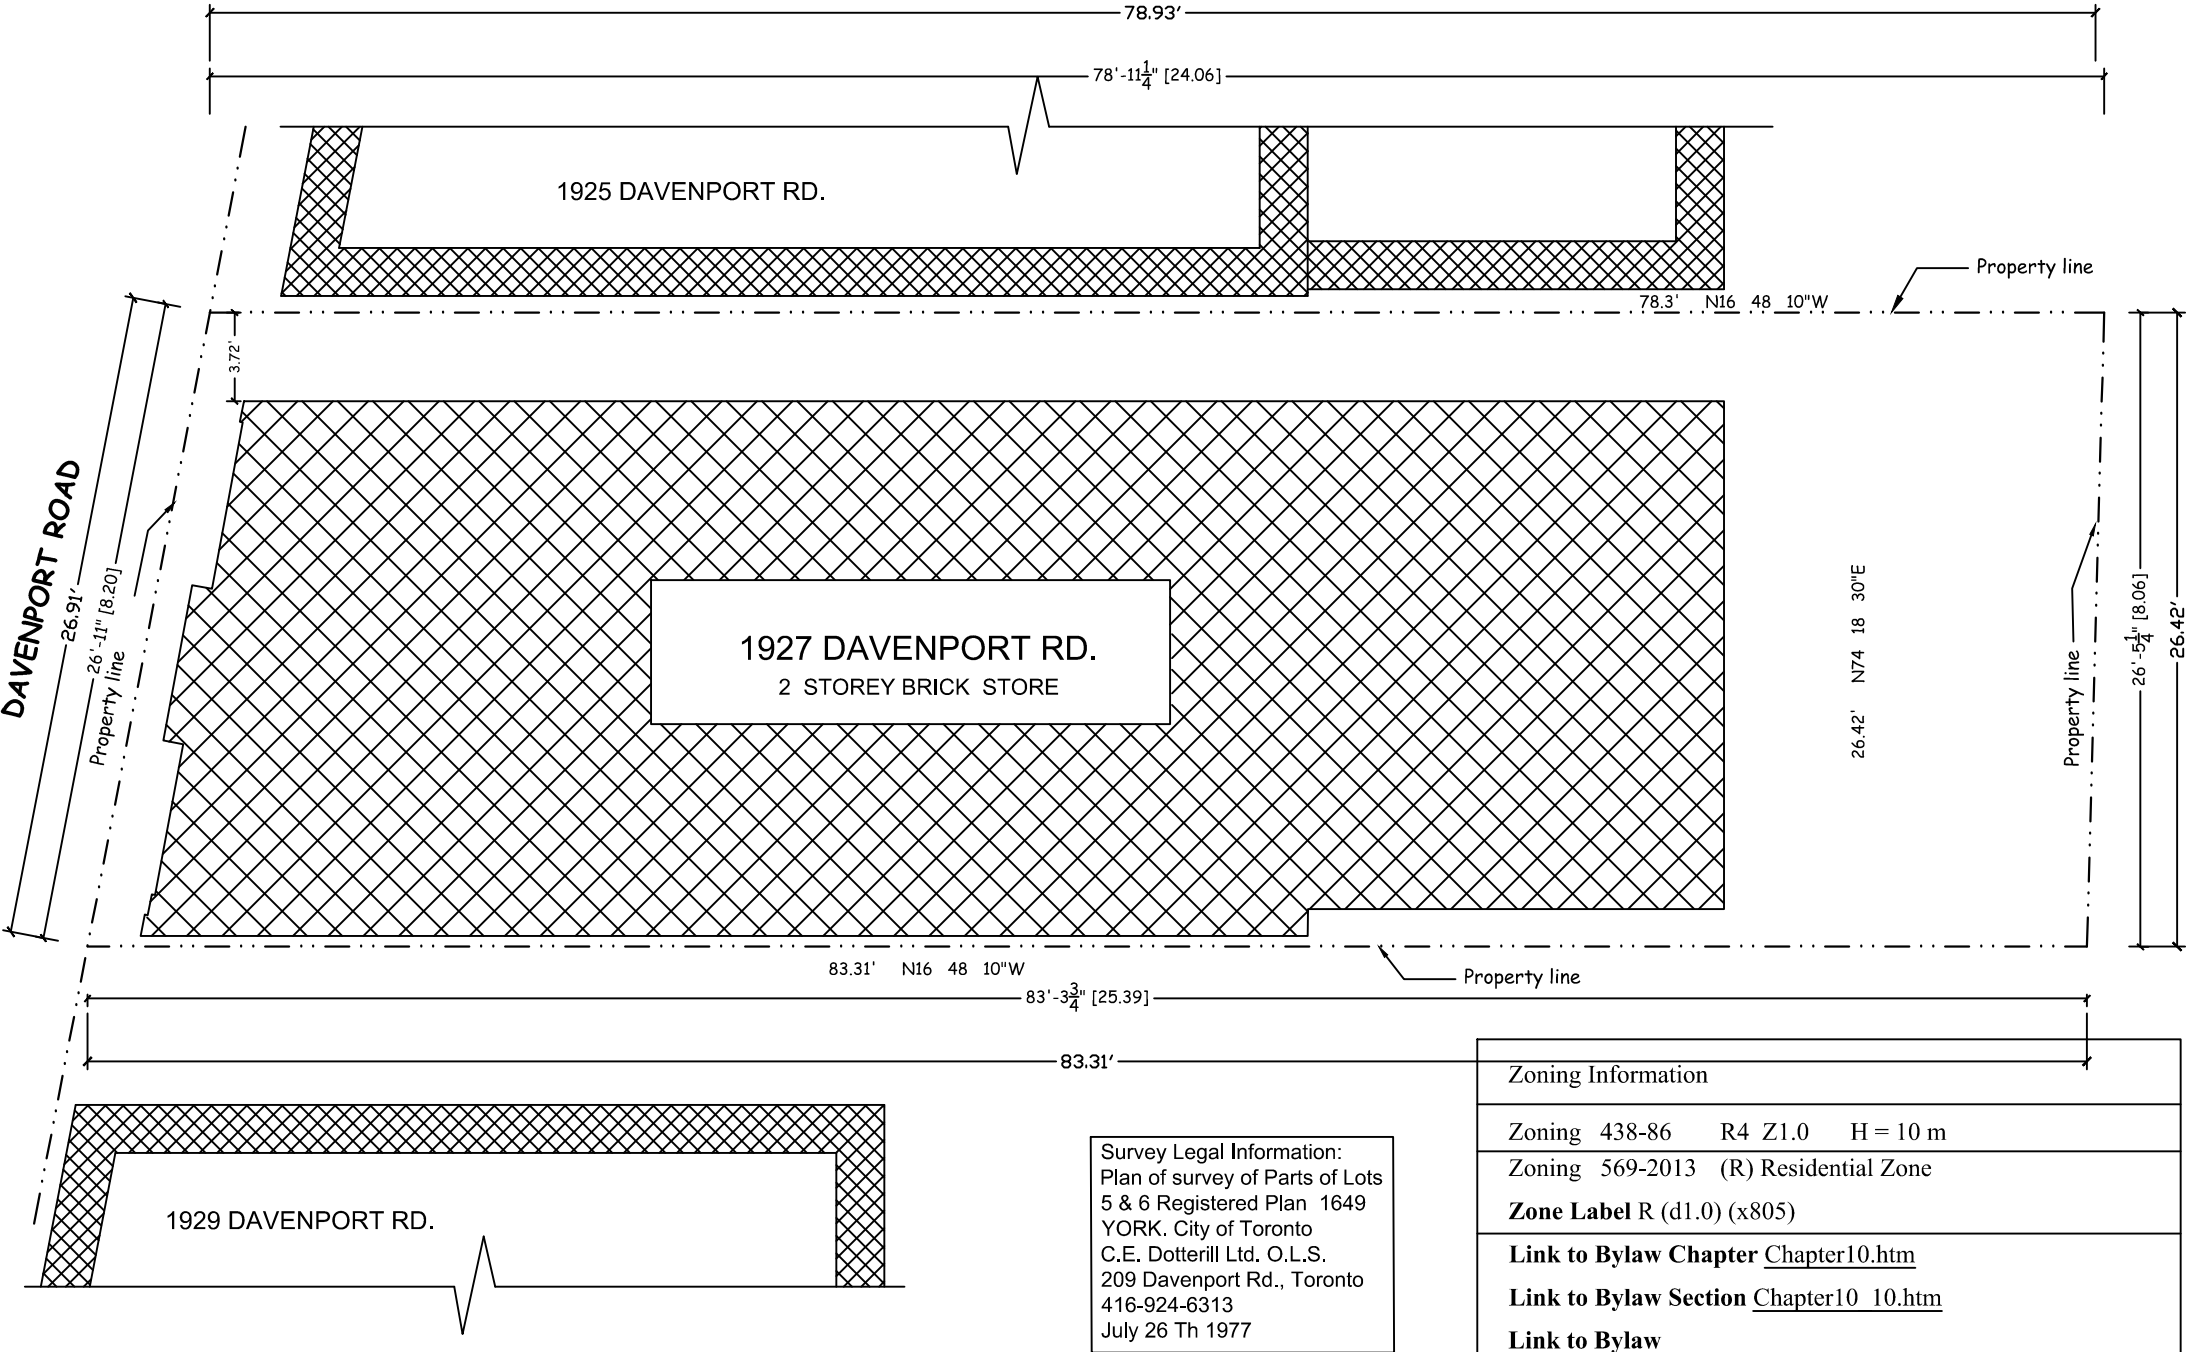 78.93'
78'-11 1/4" [24.06]
1925 DAVENPORT RD.
Property line
78.3' N16 48 10"W
3.72'
DAVENPORT ROAD
26.91'
26'-11" [8.20]
Property line
1927 DAVENPORT RD.
2 STOREY BRICK STORE
26.42' N74 18 30"E
Property line
26'-5 1/4" [8.06]
26.42'
83.31' N16 48 10"W
Property line
83'-3 3/4" [25.39]
83.31'
1929 DAVENPORT RD.
Survey Legal Information:
Plan of survey of Parts of Lots
5 & 6 Registered Plan 1649
YORK. City of Toronto
C.E. Dotterill Ltd. O.L.S.
209 Davenport Rd., Toronto
416-924-6313
July 26 Th 1977
Zoning Information
Zoning 438-86 R4 Z1.0 H = 10 m
Zoning 569-2013 (R) Residential Zone
Zone Label R (d1.0) (x805)
Link to Bylaw Chapter Chapter10.htm
Link to Bylaw Section Chapter10_10.htm
Link to Bylaw